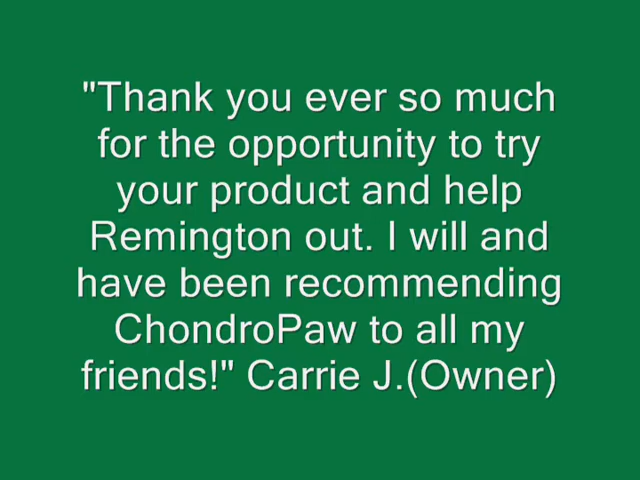 "Thank you ever so much
for the opportunity to try
your product and help
Remington out. I will and
have been recommending
ChondroPaw to all my
friends!" Carrie J.(Owner)